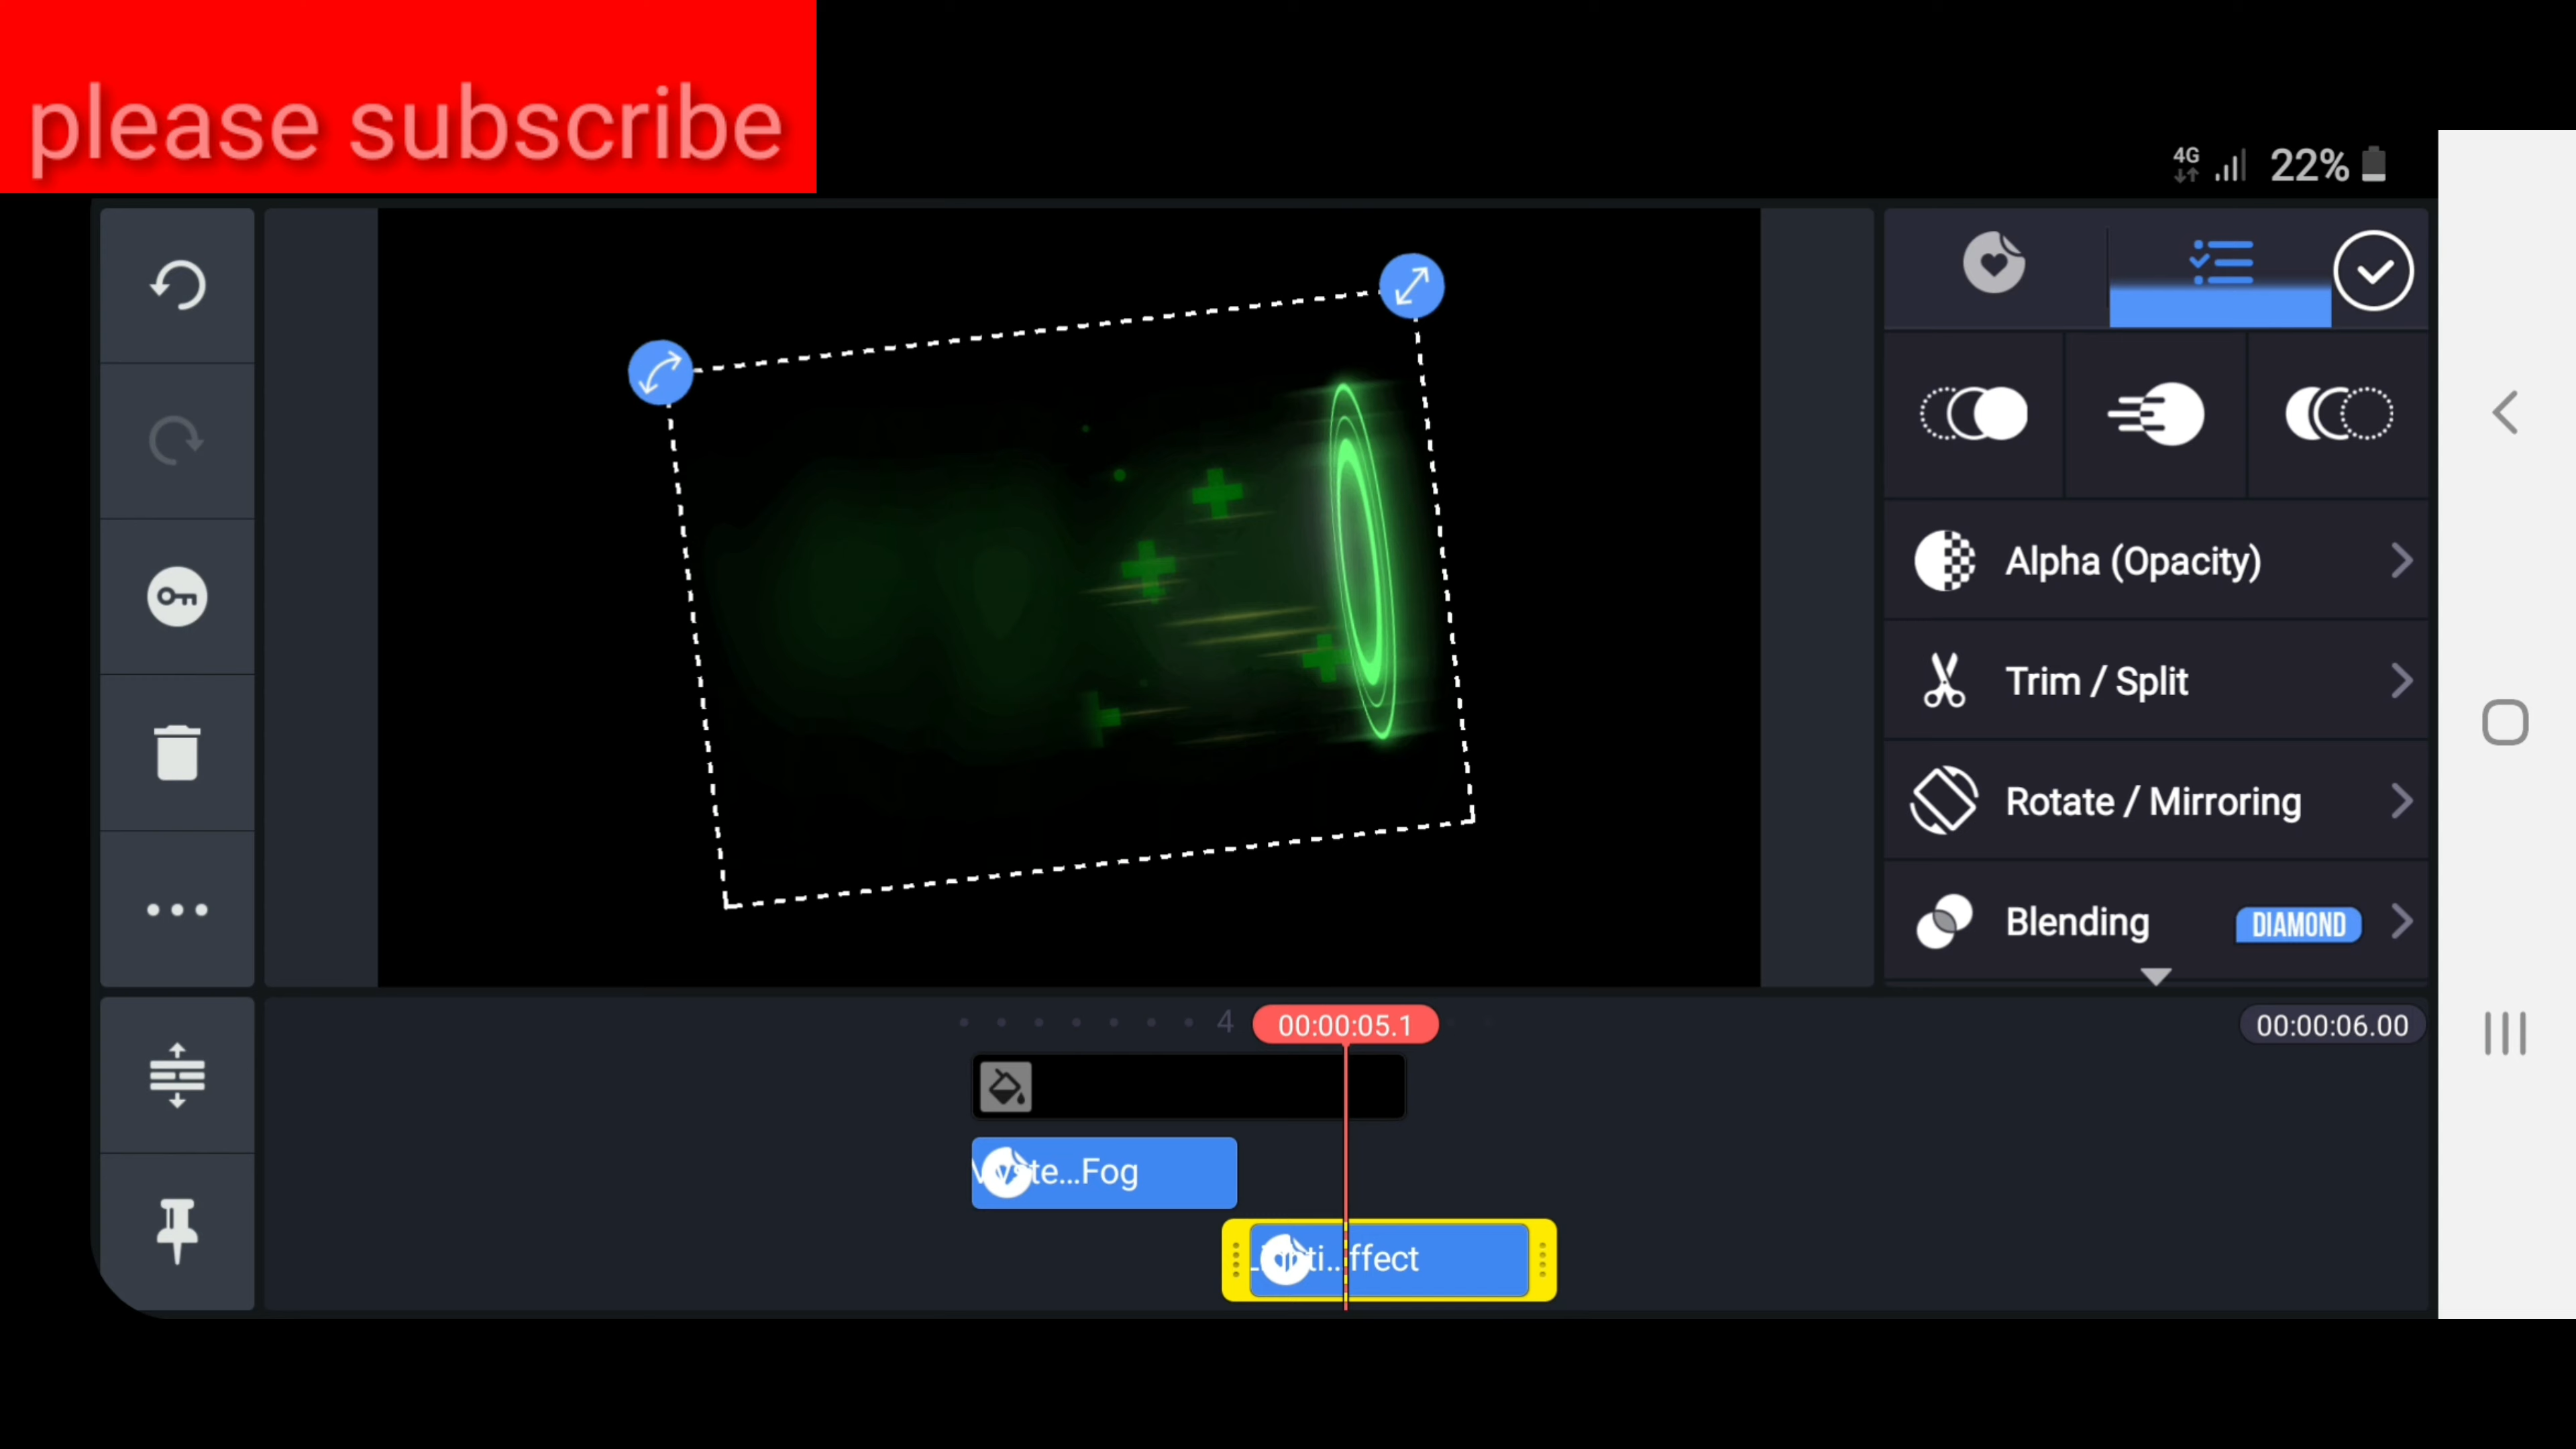 please subscribe
4G
22%
Alpha (Opacity)
Trim / Split
Rotate / Mirroring
Blending
DIAMOND
4
00:00:05.1
00:00:06.00
te...Fog
ffect